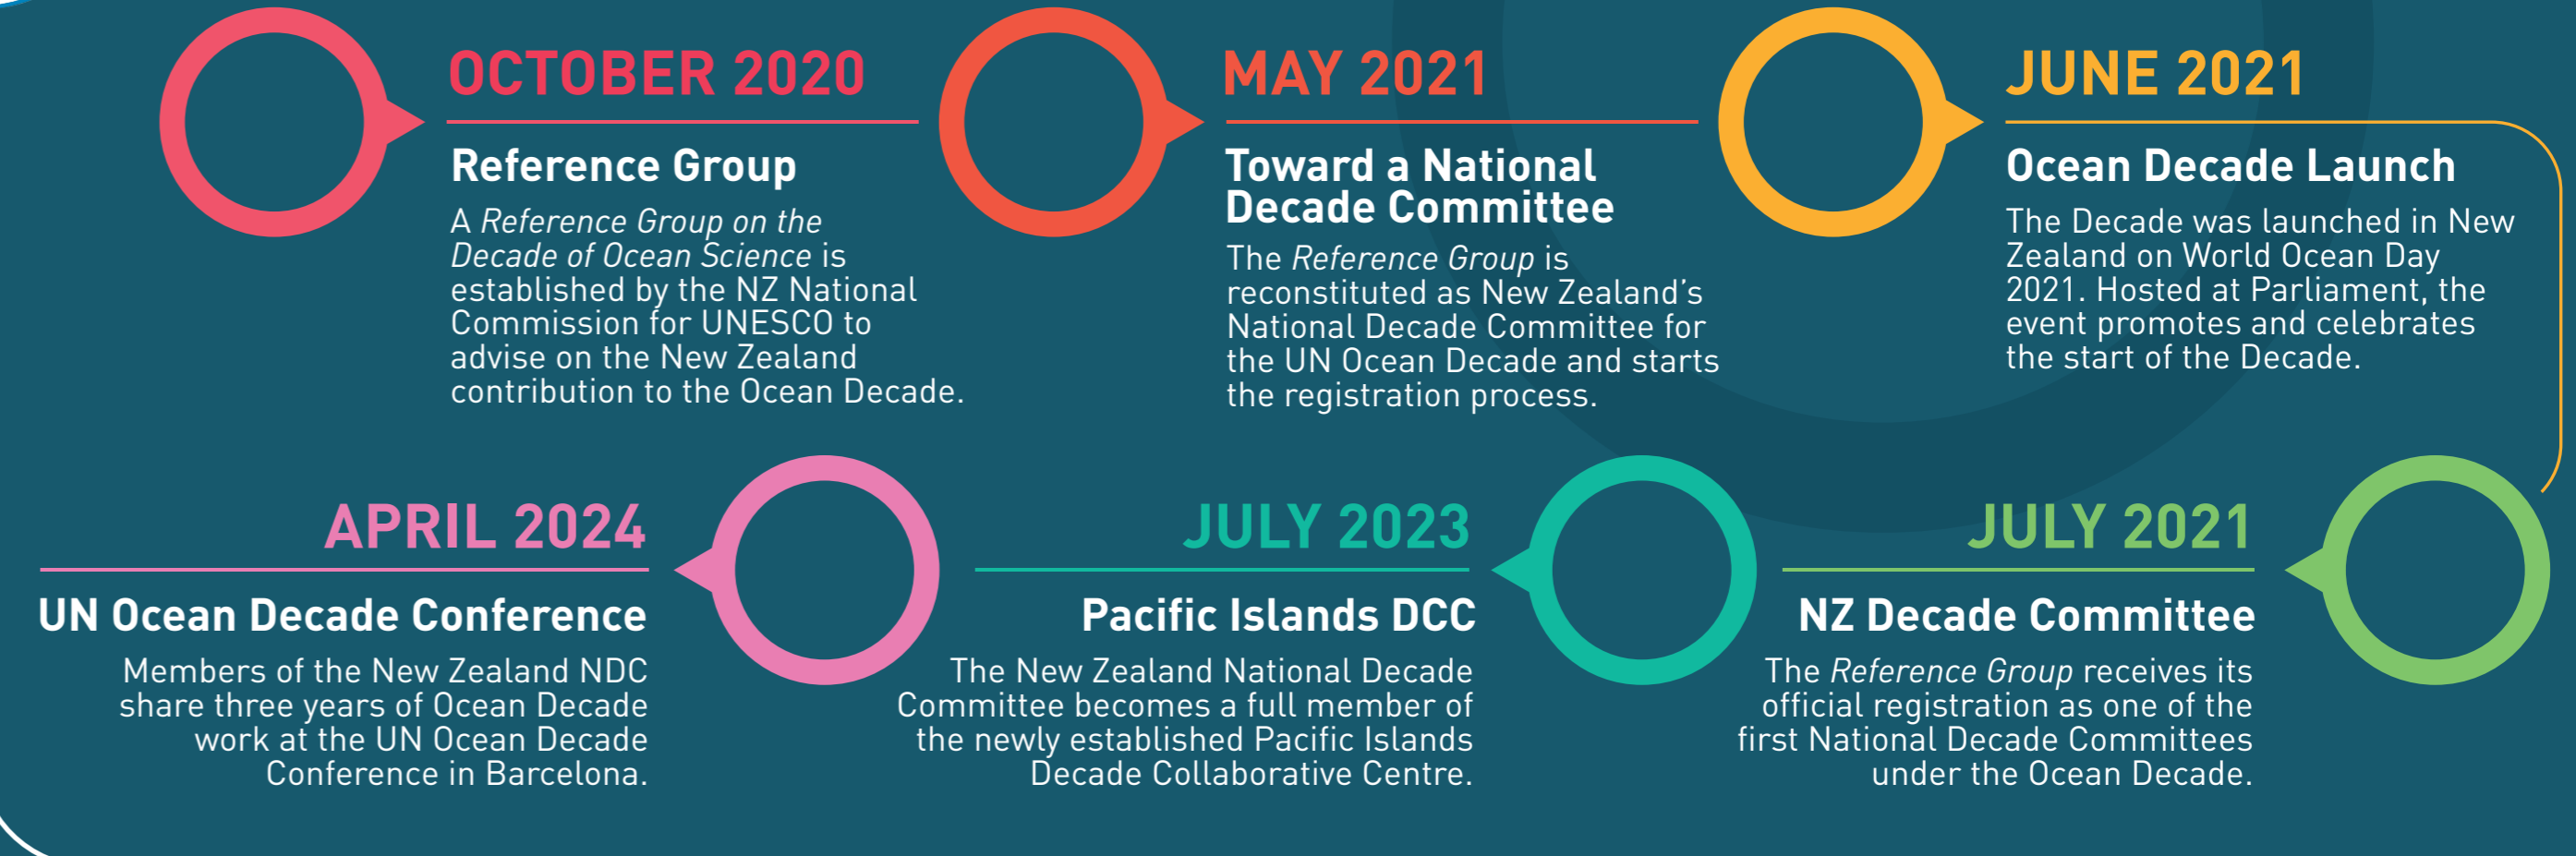 OCTOBER 2020
Reference Group
A Reference Group on the
Decade of Ocean Science is
established by the NZ National
Commission for UNESCO to
advise on the New Zealand
contribution to the Ocean Decade.
MAY 2021
Toward a National
Decade Committee
The Reference Group is
reconstituted as New Zealand’s
National Decade Committee for
the UN Ocean Decade and starts
the registration process.
JUNE 2021
Ocean Decade Launch
The Decade was launched in New
Zealand on World Ocean Day
2021. Hosted at Parliament, the
event promotes and celebrates
the start of the Decade.
JULY 2021
NZ Decade Committee
The Reference Group receives its
official registration as one of the
first National Decade Committees
under the Ocean Decade.
JULY 2023
Pacific Islands DCC
The New Zealand National Decade
Committee becomes a full member of
the newly established Pacific Islands
Decade Collaborative Centre.
APRIL 2024
UN Ocean Decade Conference
Members of the New Zealand NDC
share three years of Ocean Decade
work at the UN Ocean Decade
Conference in Barcelona.